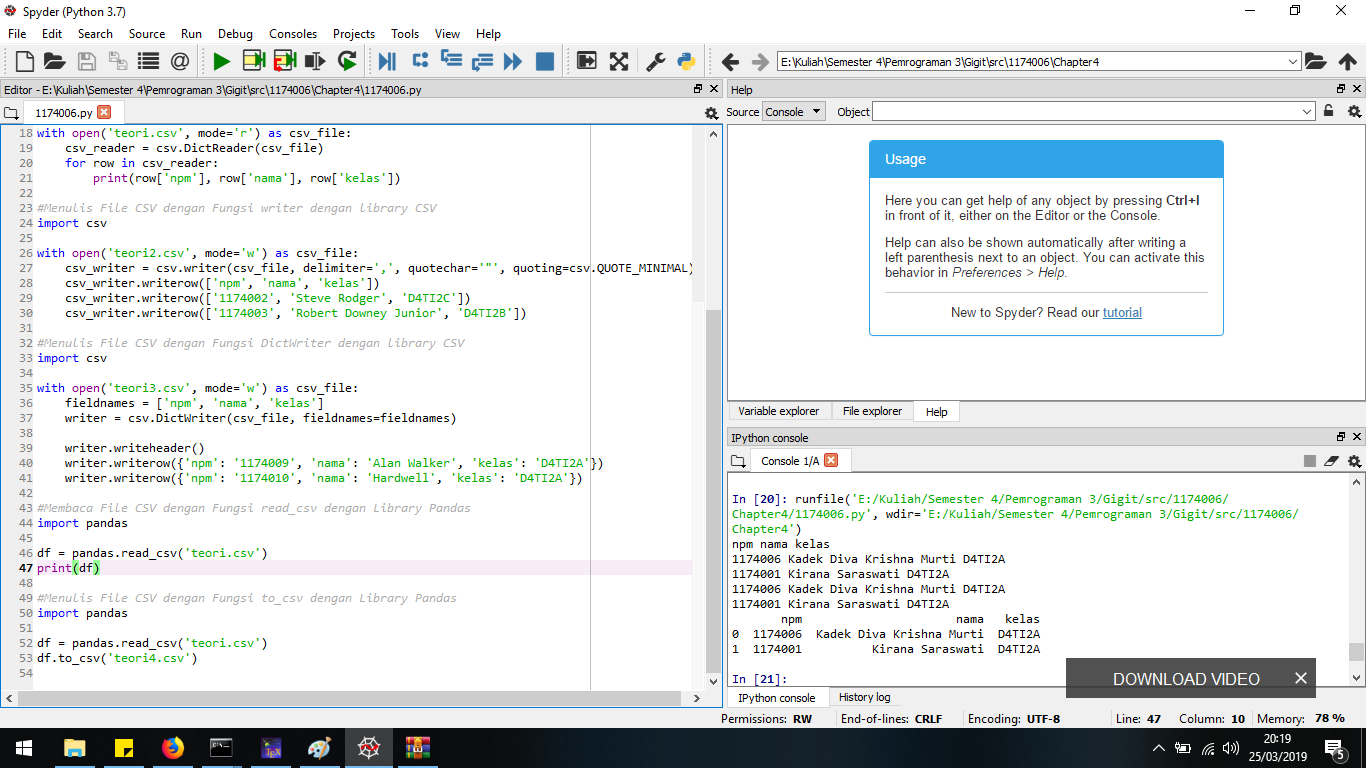 Spyder (Python 3.7)
File Edit Search Source Run Debug Consoles Projects Tools View Help
E:\Kuliah\Semester 4\Pemrograman 3\Gigit\src\1174006\Chapter4
Editor - E:\Kuliah\Semester 4\Pemrograman 3\Gigit\src\1174006\Chapter4\1174006.py
1174006.py
18 with open('teori.csv', mode='r') as csv_file:
19     csv_reader = csv.DictReader(csv_file)
20     for row in csv_reader:
21         print(row['npm'], row['nama'], row['kelas'])
22
23 #Menulis File CSV dengan Fungsi writer dengan library CSV
24 import csv
25
26 with open('teori2.csv', mode='w') as csv_file:
27     csv_writer = csv.writer(csv_file, delimiter=',', quotechar='"', quoting=csv.QUOTE_MINIMAL)
28     csv_writer.writerow(['npm', 'nama', 'kelas'])
29     csv_writer.writerow(['1174002', 'Steve Rodger', 'D4TI2C'])
30     csv_writer.writerow(['1174003', 'Robert Downey Junior', 'D4TI2B'])
31
32 #Menulis File CSV dengan Fungsi DictWriter dengan library CSV
33 import csv
34
35 with open('teori3.csv', mode='w') as csv_file:
36     fieldnames = ['npm', 'nama', 'kelas']
37     writer = csv.DictWriter(csv_file, fieldnames=fieldnames)
38
39     writer.writeheader()
40     writer.writerow({'npm': '1174009', 'nama': 'Alan Walker', 'kelas': 'D4TI2A'})
41     writer.writerow({'npm': '1174010', 'nama': 'Hardwell', 'kelas': 'D4TI2A'})
42
43 #Membaca File CSV dengan Fungsi read_csv dengan Library Pandas
44 import pandas
45
46 df = pandas.read_csv('teori.csv')
47 print(df)
48
49 #Menulis File CSV dengan Fungsi to_csv dengan Library Pandas
50 import pandas
51
52 df = pandas.read_csv('teori.csv')
53 df.to_csv('teori4.csv')
54
Help
Source Console Object
Usage
Here you can get help of any object by pressing Ctrl+I
in front of it, either on the Editor or the Console.
Help can also be shown automatically after writing a
left parenthesis next to an object. You can activate this
behavior in Preferences > Help.
New to Spyder? Read our tutorial
Variable explorer File explorer Help
IPython console
Console 1/A
In [20]: runfile('E:/Kuliah/Semester 4/Pemrograman 3/Gigit/src/1174006/
Chapter4/1174006.py', wdir='E:/Kuliah/Semester 4/Pemrograman 3/Gigit/src/1174006/
Chapter4')
npm nama kelas
1174006 Kadek Diva Krishna Murti D4TI2A
1174001 Kirana Saraswati D4TI2A
1174006 Kadek Diva Krishna Murti D4TI2A
1174001 Kirana Saraswati D4TI2A
       npm                      nama   kelas
0  1174006  Kadek Diva Krishna Murti  D4TI2A
1  1174001          Kirana Saraswati  D4TI2A
In [21]:
DOWNLOAD VIDEO
IPython console History log
Permissions: RW End-of-lines: CRLF Encoding: UTF-8 Line: 47 Column: 10 Memory: 78 %
20:19
25/03/2019
5